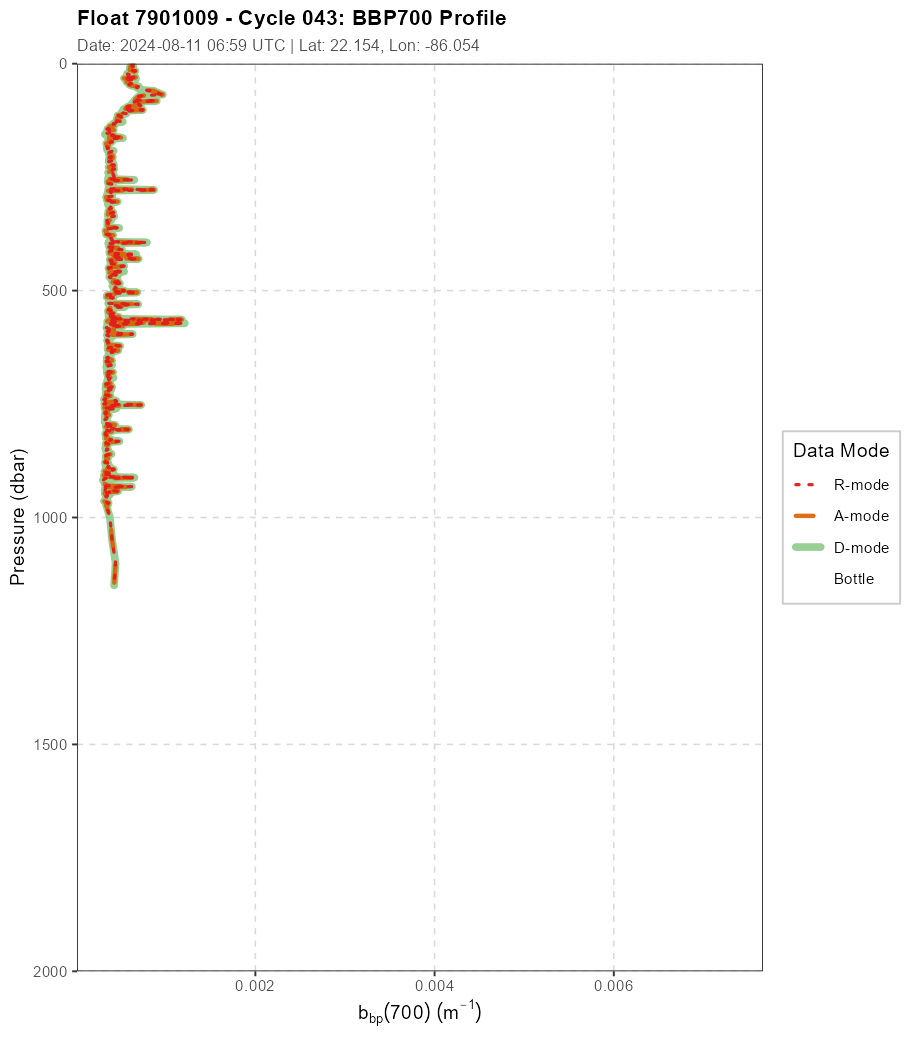 Float 7901009 - Cycle 043: BBP700 Profile
Date: 2024-08-11 06:59 UTC | Lat: 22.154, Lon: -86.054
0
500
1000
1500
2000
Pressure (dbar)
0.002
0.004
0.006
b_bp(700) (m⁻¹)
Data Mode
R-mode
A-mode
D-mode
Bottle